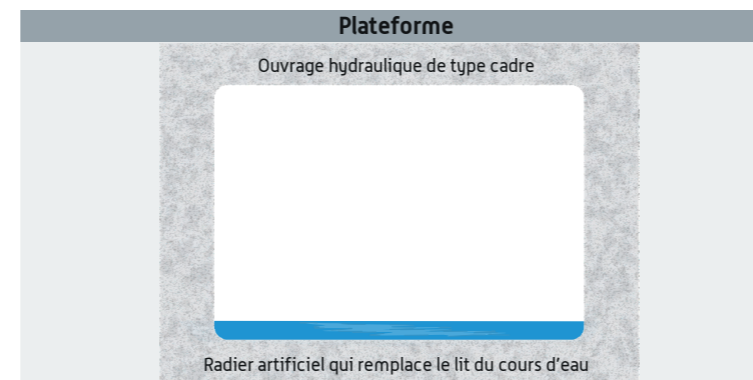 Plateforme
Ouvrage hydraulique de type cadre
Radier artificiel qui remplace le lit du cours d'eau